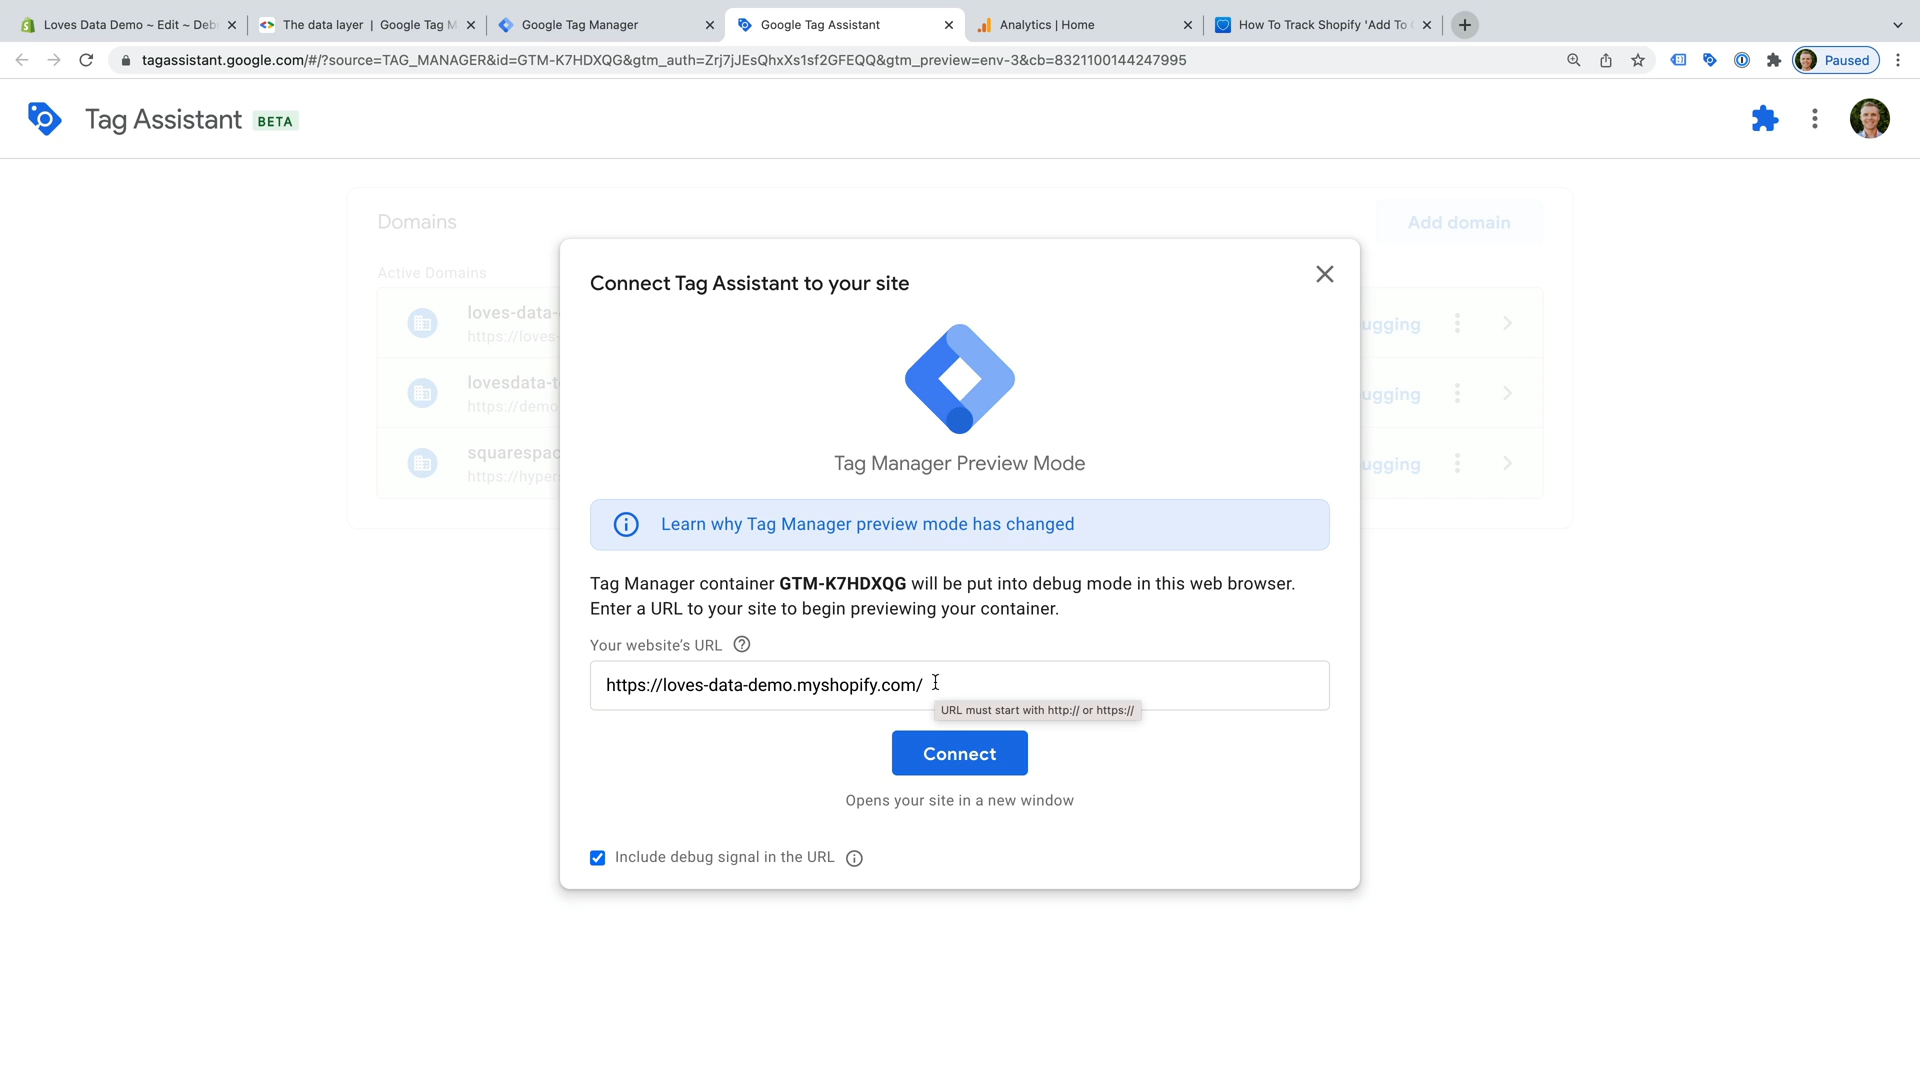 Loves Data Demo ~ Edit ~ Deb
The data layer | Google Tag M
Google Tag Manager
Google Tag Assistant
Analytics | Home
How To Track Shopify 'Add To C
tagassistant.google.com/#/?source=TAG_MANAGER&id=GTM-K7HDXQG&gtm_auth=Zrj7jJEsQhxXs1sf2GFEQQ&gtm_preview=env-3&cb=8321100144247995
Paused
Tag Assistant BETA
Domains
Add domain
Active Domains
loves-data-
https://loves-
ugging
lovesdata-t
https://demo
ugging
squarespac
https://hyper
ugging
Connect Tag Assistant to your site
Tag Manager Preview Mode
Learn why Tag Manager preview mode has changed
Tag Manager container GTM-K7HDXQG will be put into debug mode in this web browser.
Enter a URL to your site to begin previewing your container.
Your website's URL
https://loves-data-demo.myshopify.com/
URL must start with http:// or https://
Connect
Opens your site in a new window
Include debug signal in the URL